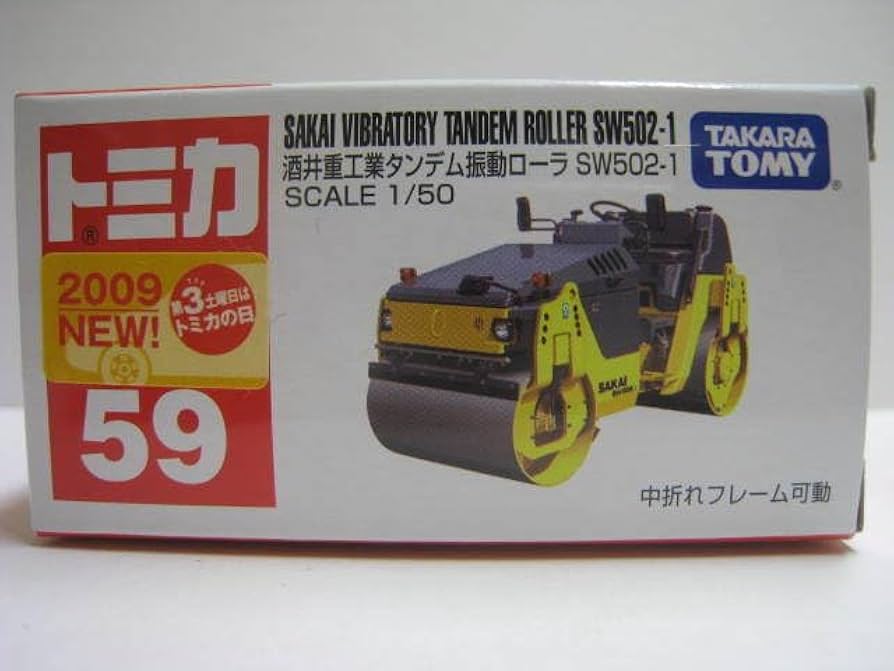 トミカ
®
2009
NEW!
第3土曜日は
トミカの日
59
SAKAI VIBRATORY TANDEM ROLLER SW502-1
酒井重工業タンデム振動ローラ SW502-1
SCALE 1/50
TAKARA
TOMY
®
SAKAI
中折れフレーム可動